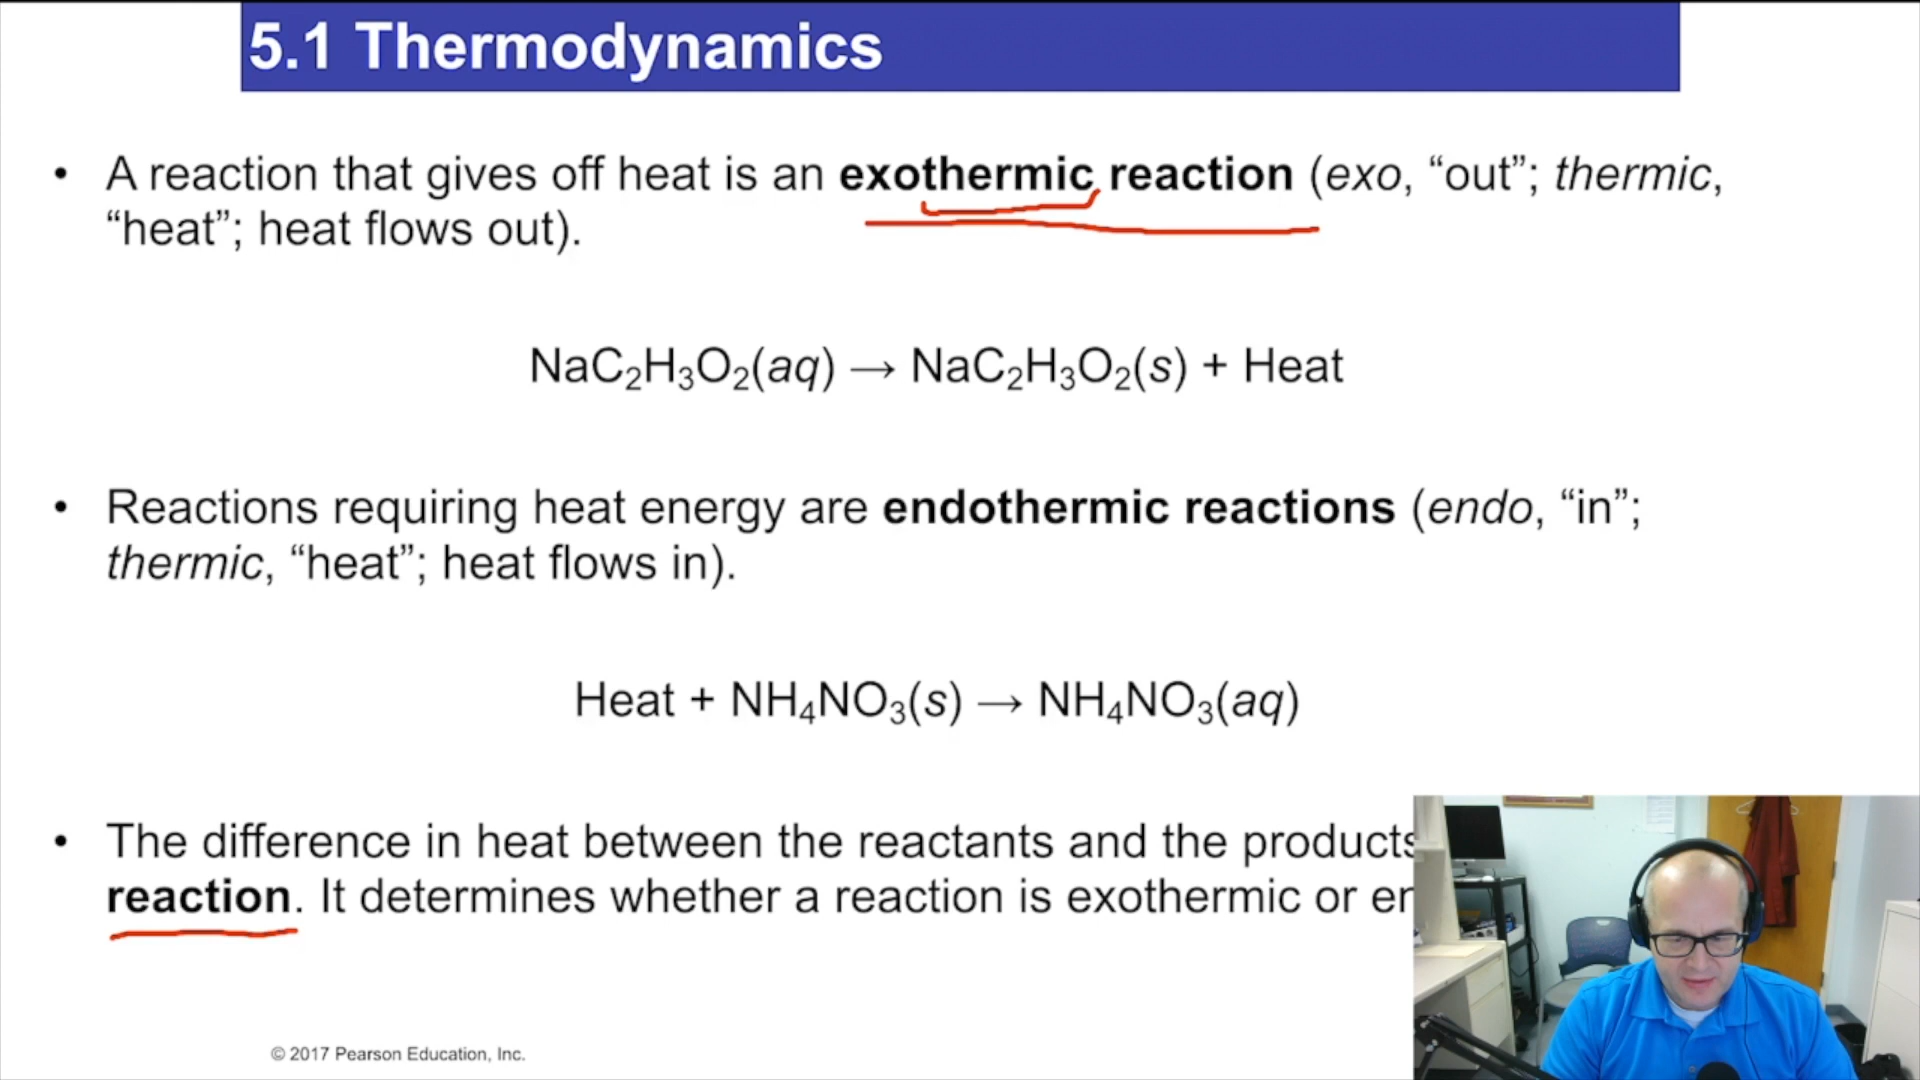 5.1 Thermodynamics
• A reaction that gives off heat is an exothermic reaction (exo, “out”; thermic,
“heat”; heat flows out).
NaC₂H₃O₂(aq) → NaC₂H₃O₂(s) + Heat
• Reactions requiring heat energy are endothermic reactions (endo, “in”;
thermic, “heat”; heat flows in).
Heat + NH₄NO₃(s) → NH₄NO₃(aq)
• The difference in heat between the reactants and the products
reaction. It determines whether a reaction is exothermic or
© 2017 Pearson Education, Inc.